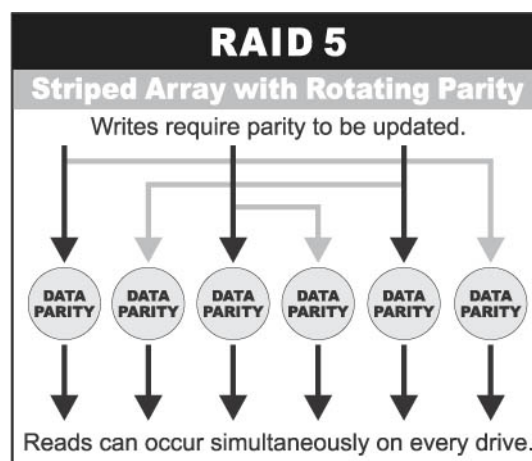 RAID 5
Striped Array with Rotating Parity
Writes require parity to be updated.
DATA PARITY
DATA PARITY
DATA PARITY
DATA PARITY
DATA PARITY
DATA PARITY
Reads can occur simultaneously on every drive.